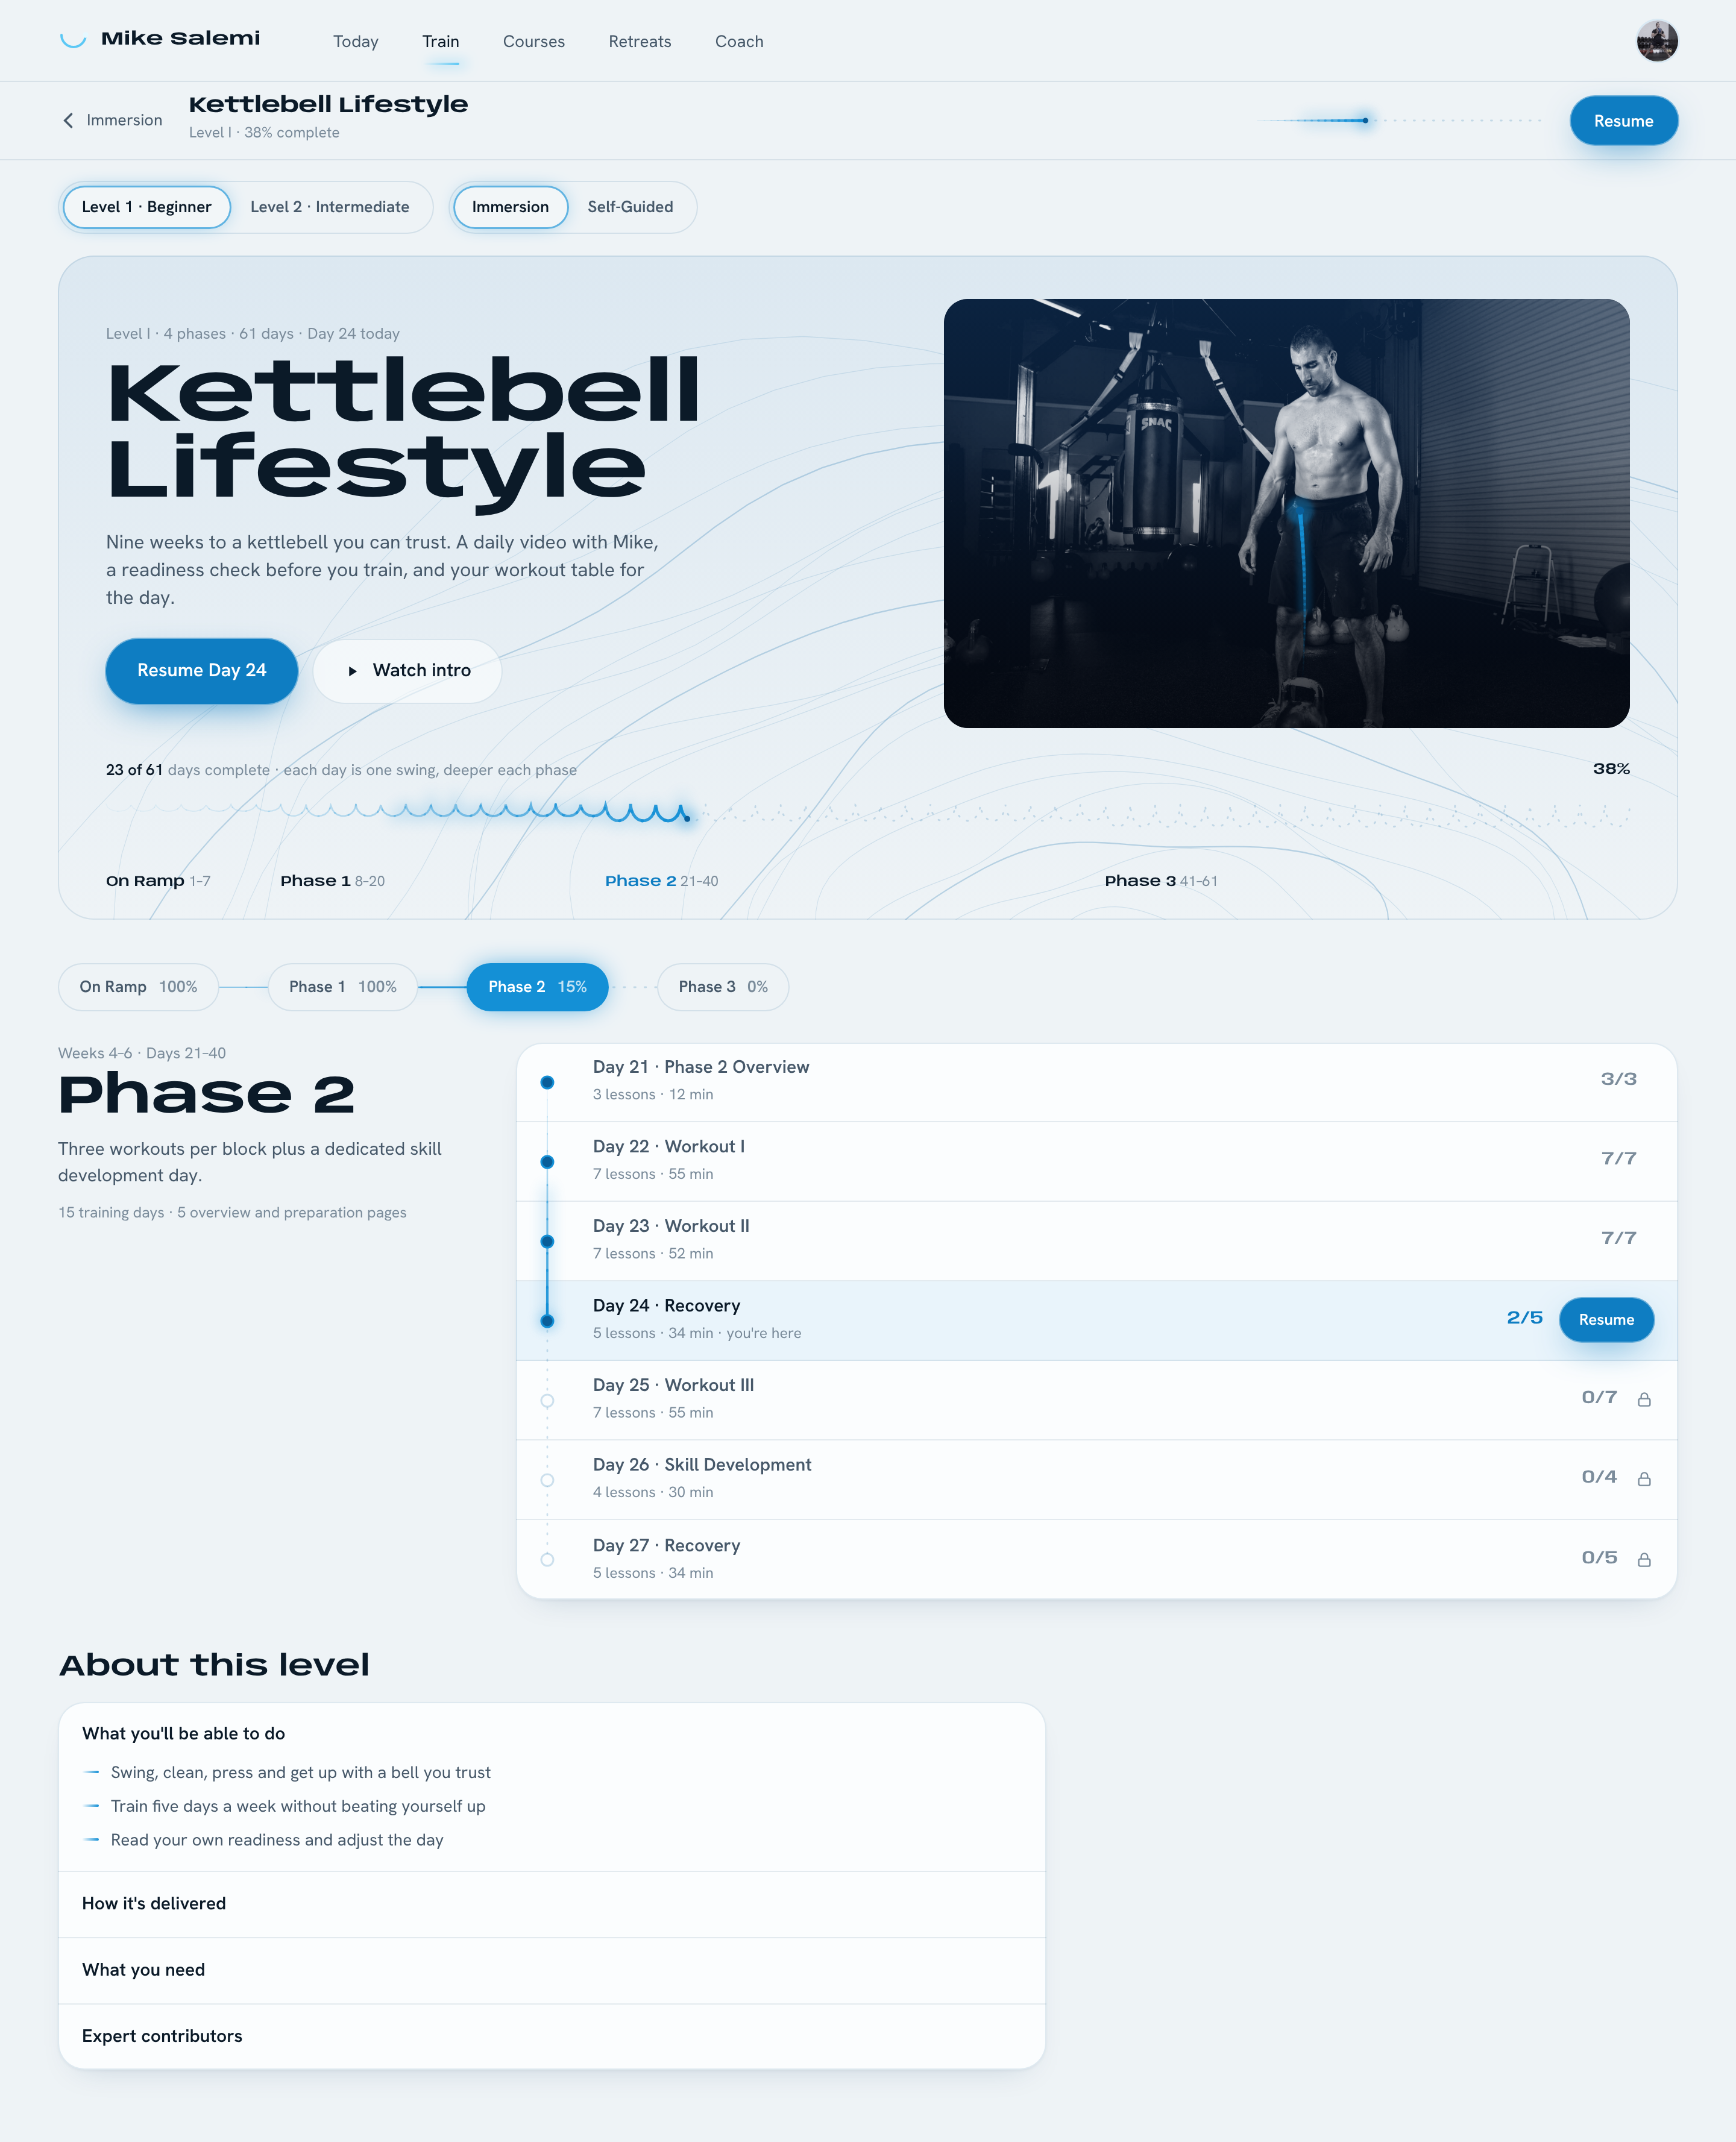 Mike Salemi
Today
Train
Courses
Retreats
Coach
Immersion
Kettlebell Lifestyle
Level I · 38% complete
Resume
Level 1 · Beginner
Level 2 · Intermediate
Immersion
Self-Guided
Level I · 4 phases · 61 days · Day 24 today
Kettlebell
Lifestyle
Nine weeks to a kettlebell you can trust. A daily video with Mike,
a readiness check before you train, and your workout table for
the day.
Resume Day 24
Watch intro
SNAC
23 of 61 days complete · each day is one swing, deeper each phase
38%
On Ramp 1–7
Phase 1 8–20
Phase 2 21–40
Phase 3 41–61
On Ramp 100%
Phase 1 100%
Phase 2 15%
Phase 3 0%
Weeks 4–6 · Days 21–40
Phase 2
Three workouts per block plus a dedicated skill
development day.
15 training days · 5 overview and preparation pages
Day 21 · Phase 2 Overview
3 lessons · 12 min
3/3
Day 22 · Workout I
7 lessons · 55 min
7/7
Day 23 · Workout II
7 lessons · 52 min
7/7
Day 24 · Recovery
5 lessons · 34 min · you're here
2/5
Resume
Day 25 · Workout III
7 lessons · 55 min
0/7
Day 26 · Skill Development
4 lessons · 30 min
0/4
Day 27 · Recovery
5 lessons · 34 min
0/5
About this level
What you'll be able to do
Swing, clean, press and get up with a bell you trust
Train five days a week without beating yourself up
Read your own readiness and adjust the day
How it's delivered
What you need
Expert contributors